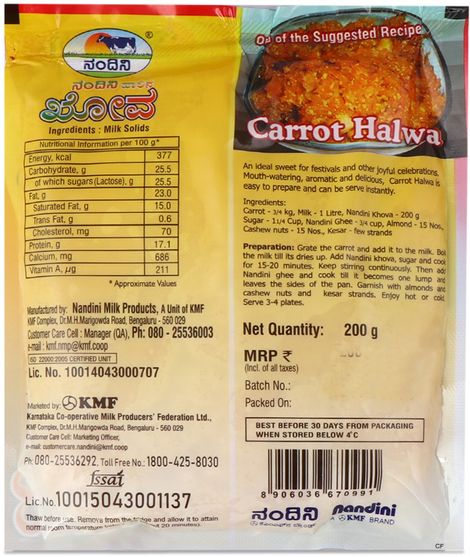 ®
ನಂದಿನಿ
ನಂದಿನಿ
ಖೋವ
Ingredients : Milk Solids
Nutritional Information per 100 g*
Energy, kcal 377
Carbohydrate, g 25.5
of which sugars (Lactose), g 25.5
Fat, g 23.0
Saturated Fat, g 15.0
Trans Fat, g 0.6
Cholesterol, mg 70
Protein, g 17.1
Calcium, mg 686
Vitamin A, µg 211
* Approximate Values
Manufactured by: Nandini Milk Products, A Unit of KMF
KMF Complex, Dr.M.H.Marigowda Road, Bengaluru - 560 029
Customer Care Cell : Manager (QA), Ph: 080 - 25536003
e-mail : kmf.nmp@kmf.coop
ISO 22000:2005 CERTIFIED UNIT
Lic. No. 10014043000707
Marketed by: KMF
Karnataka Co-operative Milk Producers' Federation Ltd.,
KMF Complex, Dr.M.H.Marigowda Road, Bengaluru - 560 029
Customer Care Cell: Marketing Officer,
e-mail: customercare.nandini@kmf.coop
Ph: 080-25536292, Toll Free No.: 1800-425-8030
fssai
Lic.No.10015043001137
Thaw before use. Remove from the fridge and allow it to attain
normal room temperature 20 minutes).
of the Suggested Recipe
Carrot Halwa
An ideal sweet for festivals and other joyful celebrations.
Mouth-watering, aromatic and delicious, Carrot Halwa is
easy to prepare and can be serve instantly.
Ingredients:
Carrot - 3/4 kg, Milk - 1 Litre, Nandini Khova - 200 g
Sugar - 1 1/4 Cup, Nandini Ghee - 3/4 cup, Almond - 15 Nos.,
Cashew nuts - 15 Nos., Kesar - few strands
Preparation: Grate the carrot and add it to the milk. Boil
the milk till its dries up. Add Nandini khova, sugar and cook
for 15-20 minutes. Keep stirring continuously. Then add
Nandini ghee and cook till it becomes one lump and
leaves the sides of the pan. Garnish with almonds and
cashew nuts and kesar strands. Enjoy hot or cold.
Serve 3-4 plates.
Net Quantity: 200 g
MRP ₹
(Incl. of all taxes)
Batch No.:
Packed On:
BEST BEFORE 30 DAYS FROM PACKAGING
WHEN STORED BELOW 4°C
8 906036 670991
ನಂದಿನಿ nandini
A KMF BRAND
CF